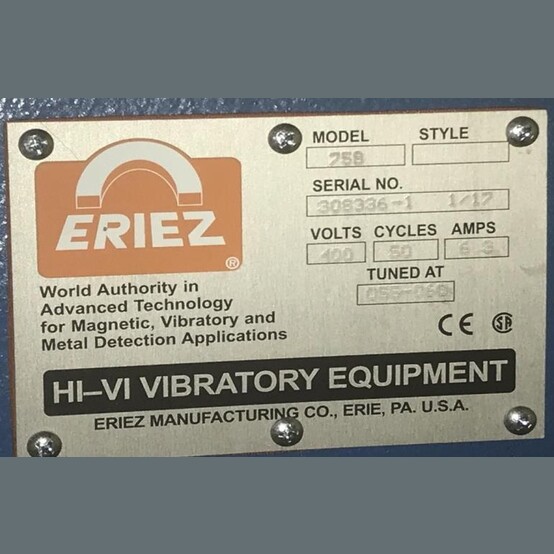 ERIEZ
®
World Authority in
Advanced Technology
for Magnetic, Vibratory and
Metal Detection Applications
MODEL STYLE
75B
SERIAL NO.
308336-1 1/17
VOLTS CYCLES AMPS
400 50 6.3
TUNED AT
CE SA
HI–VI VIBRATORY EQUIPMENT
ERIEZ MANUFACTURING CO., ERIE, PA. U.S.A.